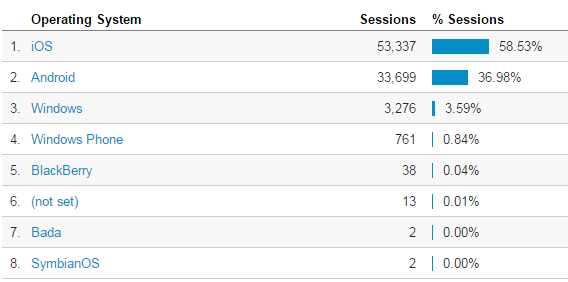 Operating System Sessions % Sessions
1. iOS 53,337 58.53%
2. Android 33,699 36.98%
3. Windows 3,276 3.59%
4. Windows Phone 761 0.84%
5. BlackBerry 38 0.04%
6. (not set) 13 0.01%
7. Bada 2 0.00%
8. SymbianOS 2 0.00%